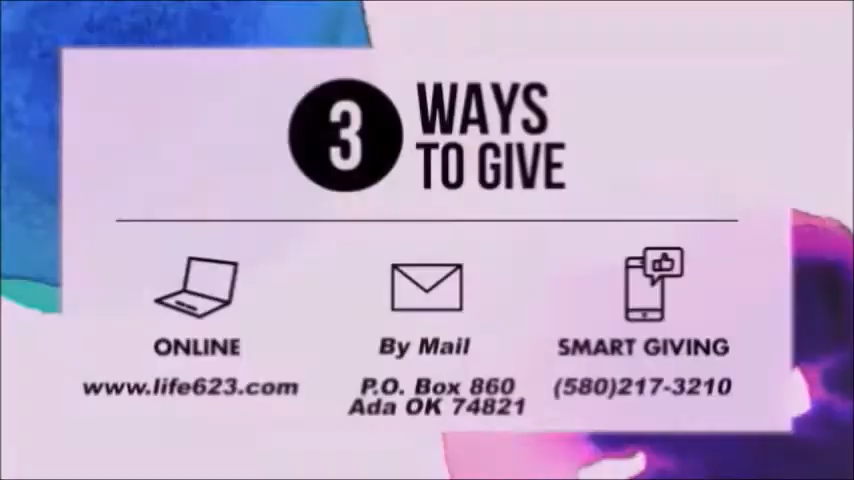 3 WAYS
TO GIVE
ONLINE
www.life623.com
By Mail
P.O. Box 860
Ada OK 74821
SMART GIVING
(580)217-3210